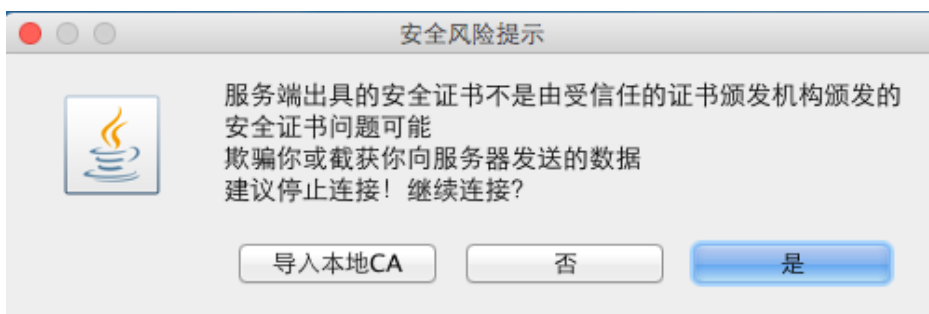 安全风险提示
服务端出具的安全证书不是由受信任的证书颁发机构颁发的
安全证书问题可能
欺骗你或截获你向服务器发送的数据
建议停止连接！继续连接？
导入本地CA 否 是